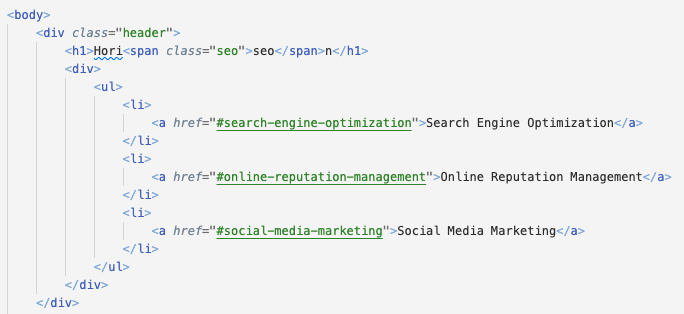 <body>
<div class="header">
<h1>Hori<span class="seo">seo</span>n</h1>
<div>
<ul>
<li>
<a href="#search-engine-optimization">Search Engine Optimization</a>
</li>
<li>
<a href="#online-reputation-management">Online Reputation Management</a>
</li>
<li>
<a href="#social-media-marketing">Social Media Marketing</a>
</li>
</ul>
</div>
</div>